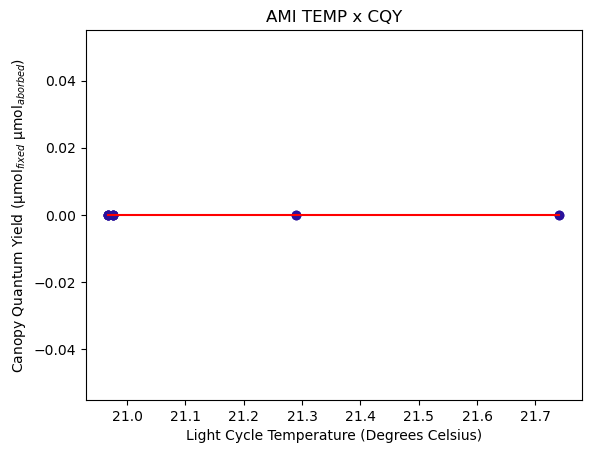 AMI TEMP x CQY
Canopy Quantum Yield (μmol_fixed μmol_aborbed)
0.04
0.02
0.00
−0.02
−0.04
21.0 21.1 21.2 21.3 21.4 21.5 21.6 21.7
Light Cycle Temperature (Degrees Celsius)